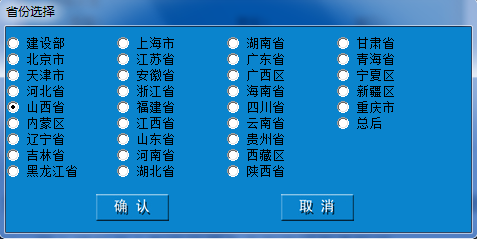 省份选择
建设部 上海市 湖南省 甘肃省
北京市 江苏省 广东省 青海省
天津市 安徽省 广西区 宁夏区
河北省 浙江省 海南省 新疆区
山西省 福建省 四川省 重庆市
内蒙区 江西省 云南省 总后
辽宁省 山东省 贵州省
吉林省 河南省 西藏区
黑龙江省 湖北省 陕西省
确 认 取 消